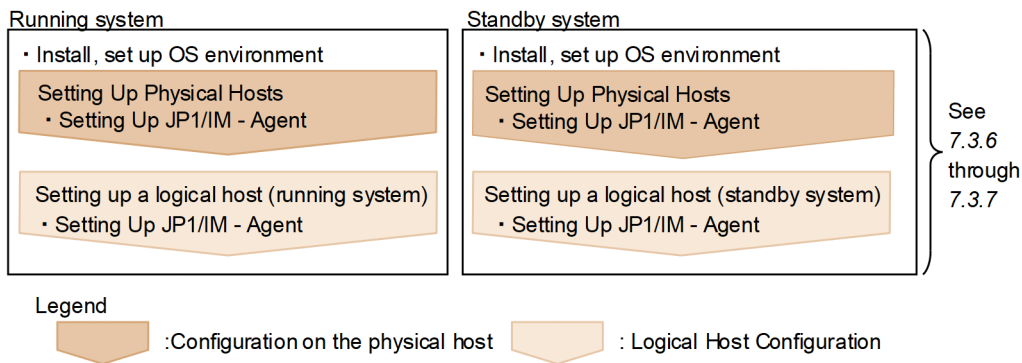 Running system
・Install, set up OS environment
Setting Up Physical Hosts
・Setting Up JP1/IM - Agent
Setting up a logical host (running system)
・Setting Up JP1/IM - Agent
Standby system
・Install, set up OS environment
Setting Up Physical Hosts
・Setting Up JP1/IM - Agent
Setting up a logical host (standby system)
・Setting Up JP1/IM - Agent
See
7.3.6
through
7.3.7
Legend
:Configuration on the physical host
: Logical Host Configuration